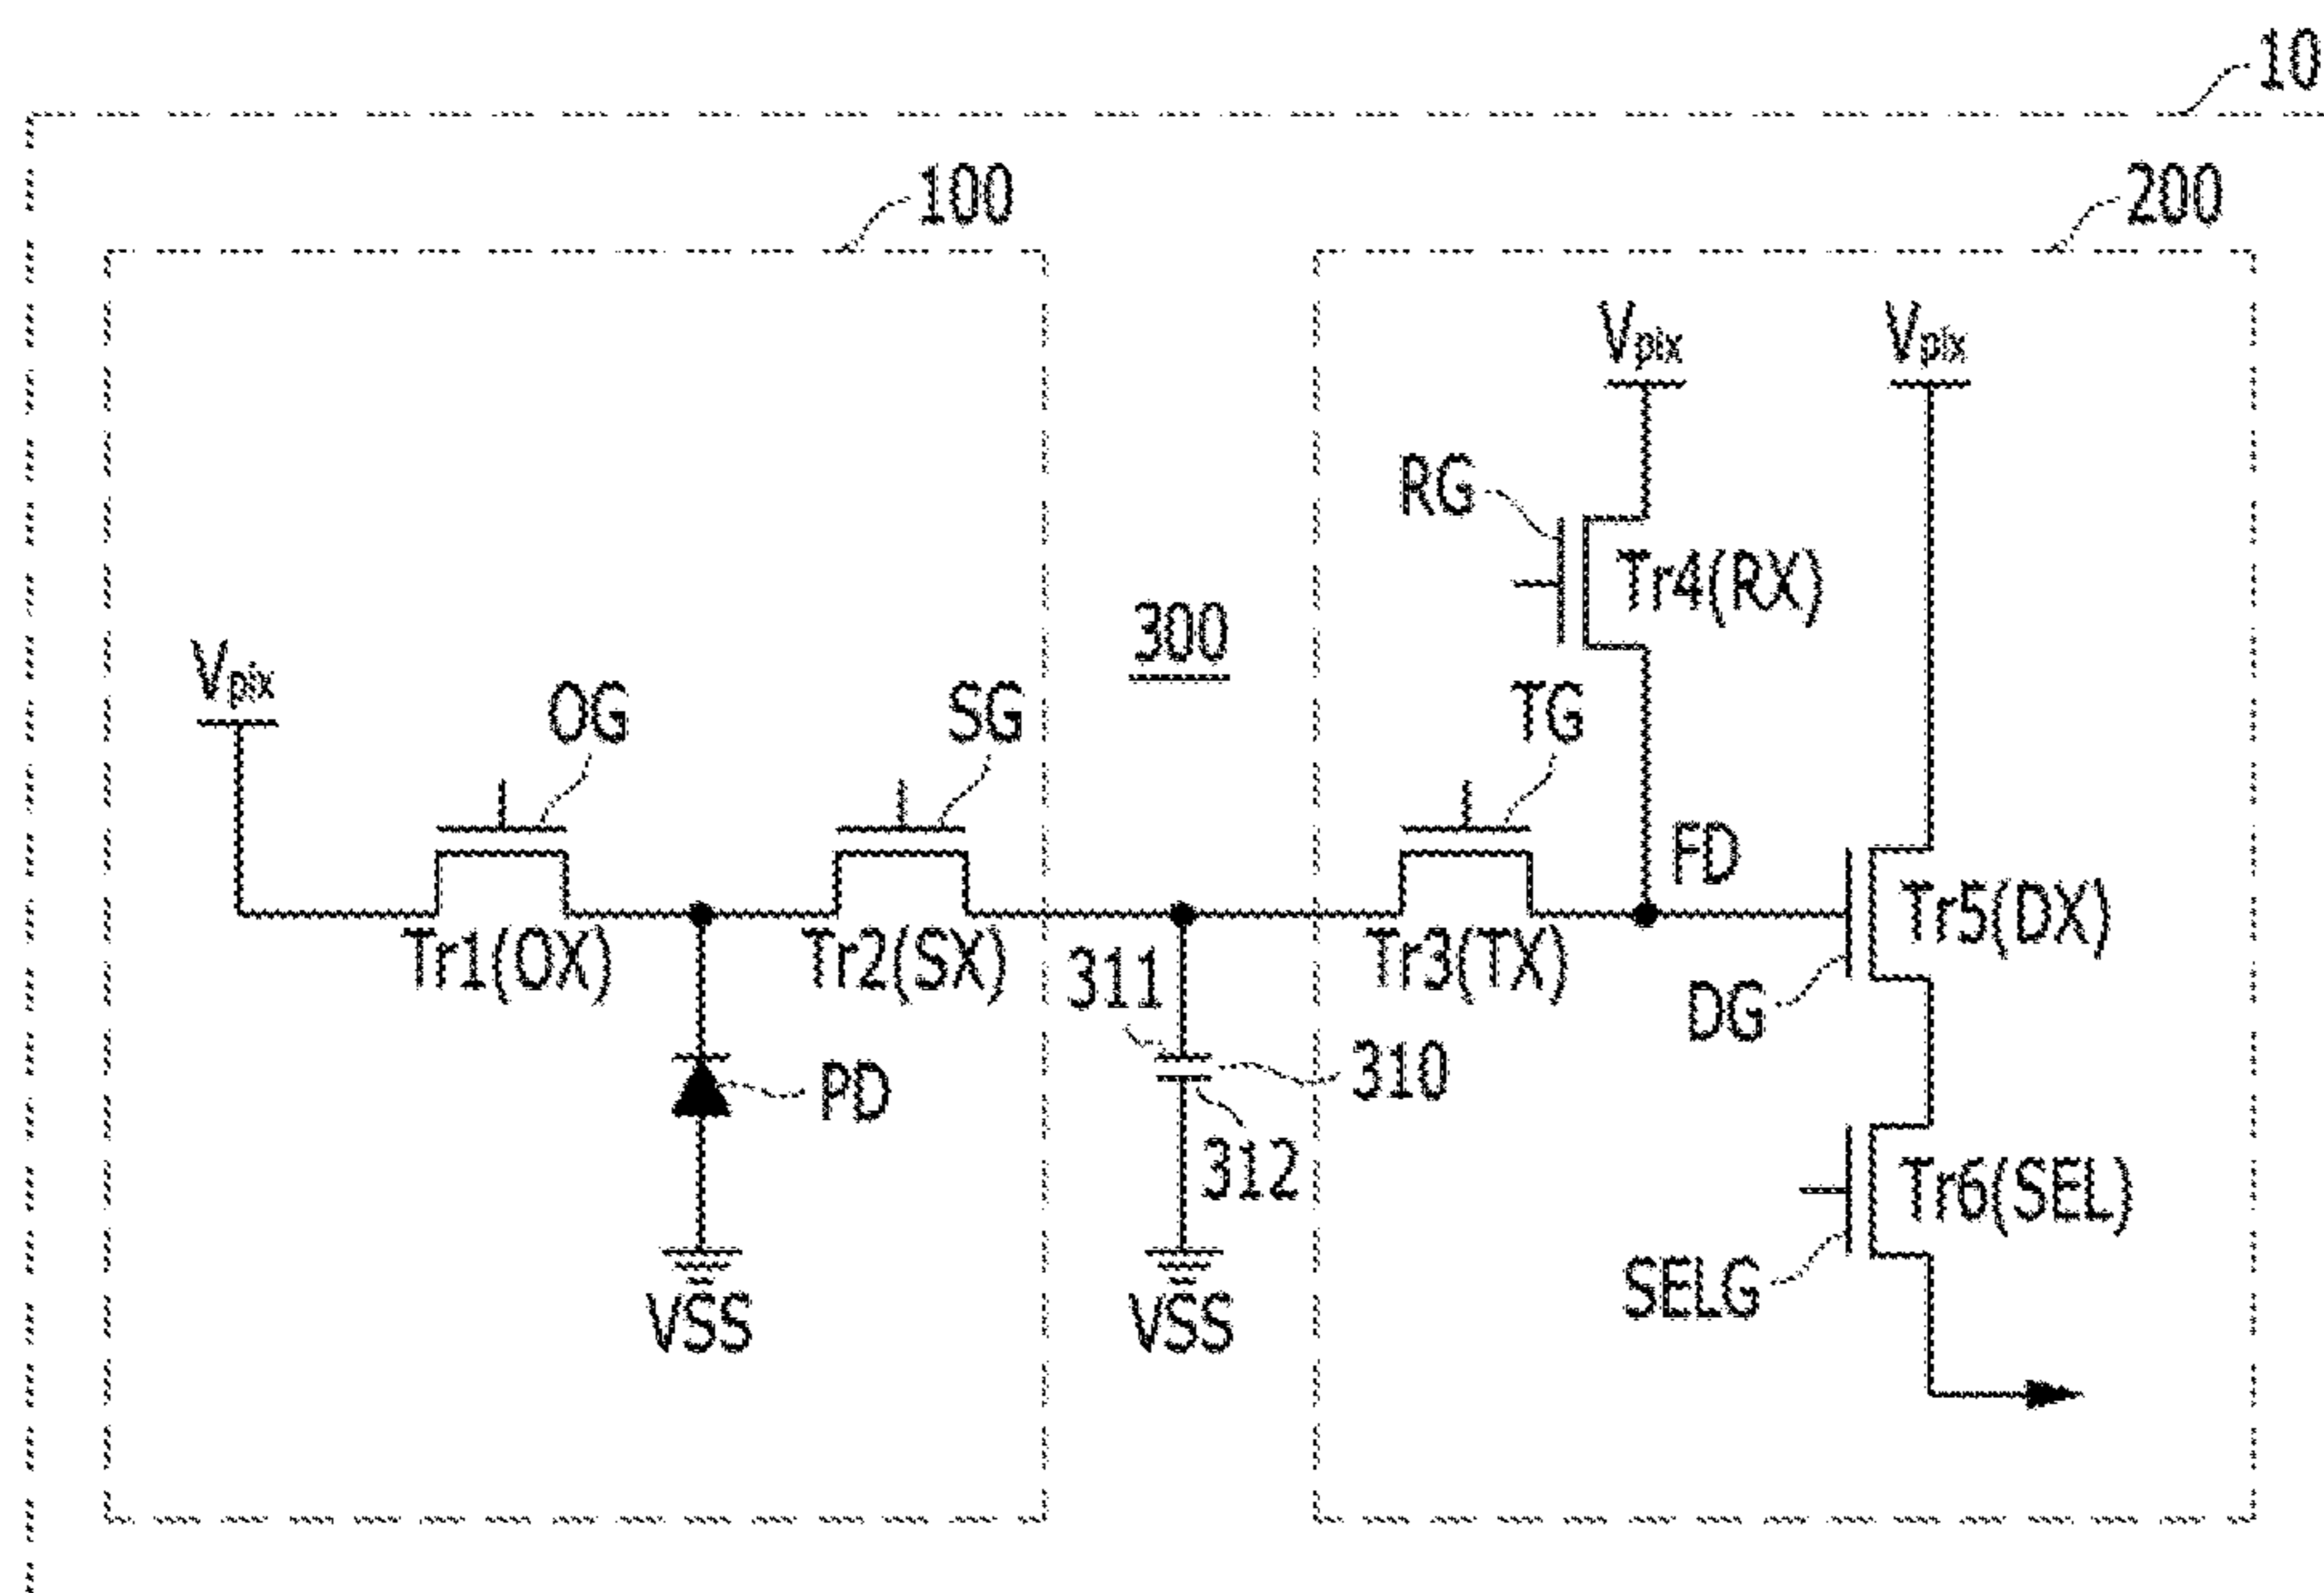 10
100
200
Vpix
Vpix
RG
Tr4(RX)
300
Vpix
OG
SG
TG
FD
Tr1(OX)
Tr2(SX)
311
Tr3(TX)
Tr5(DX)
DG
PD
310
312
Tr6(SEL)
SELG
VSS
VSS